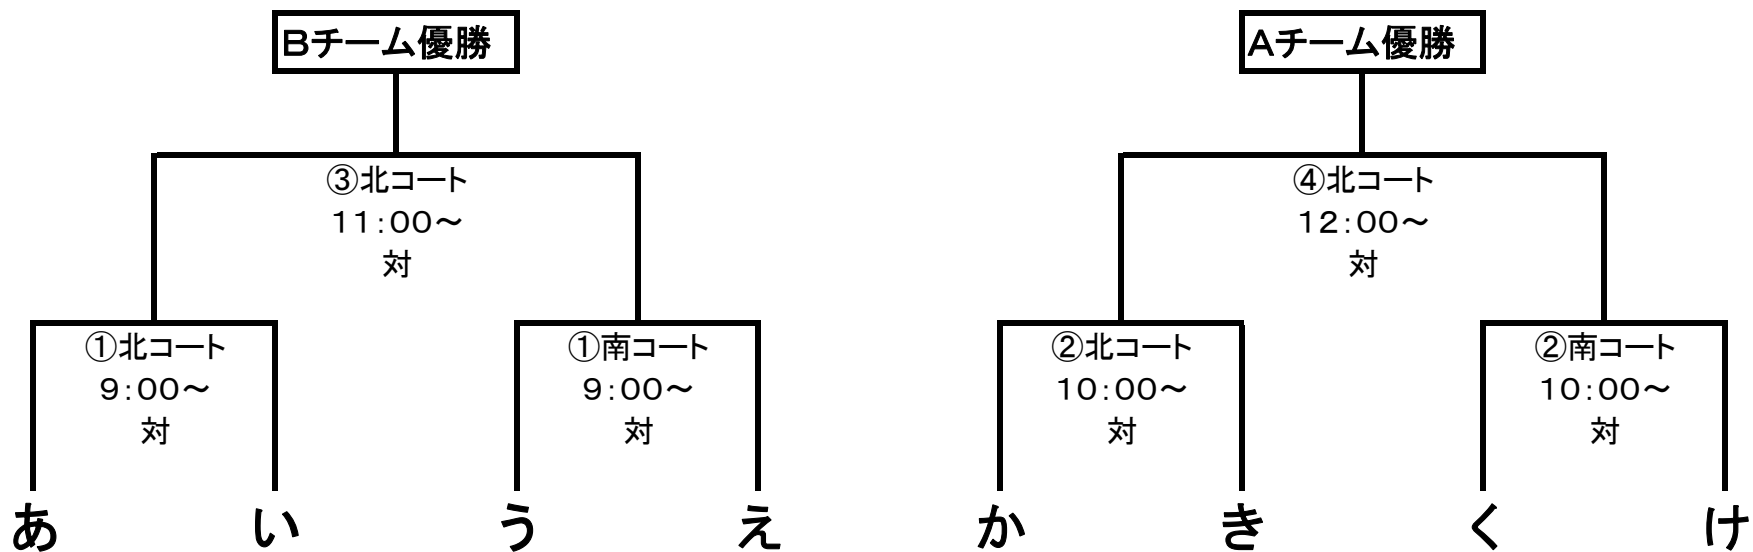 Bチーム優勝
Aチーム優勝
③北コート
11:00~
対
④北コート
12:00~
対
①北コート
9:00~
対
①南コート
9:00~
対
②北コート
10:00~
対
②南コート
10:00~
対
あ い う え か き く け